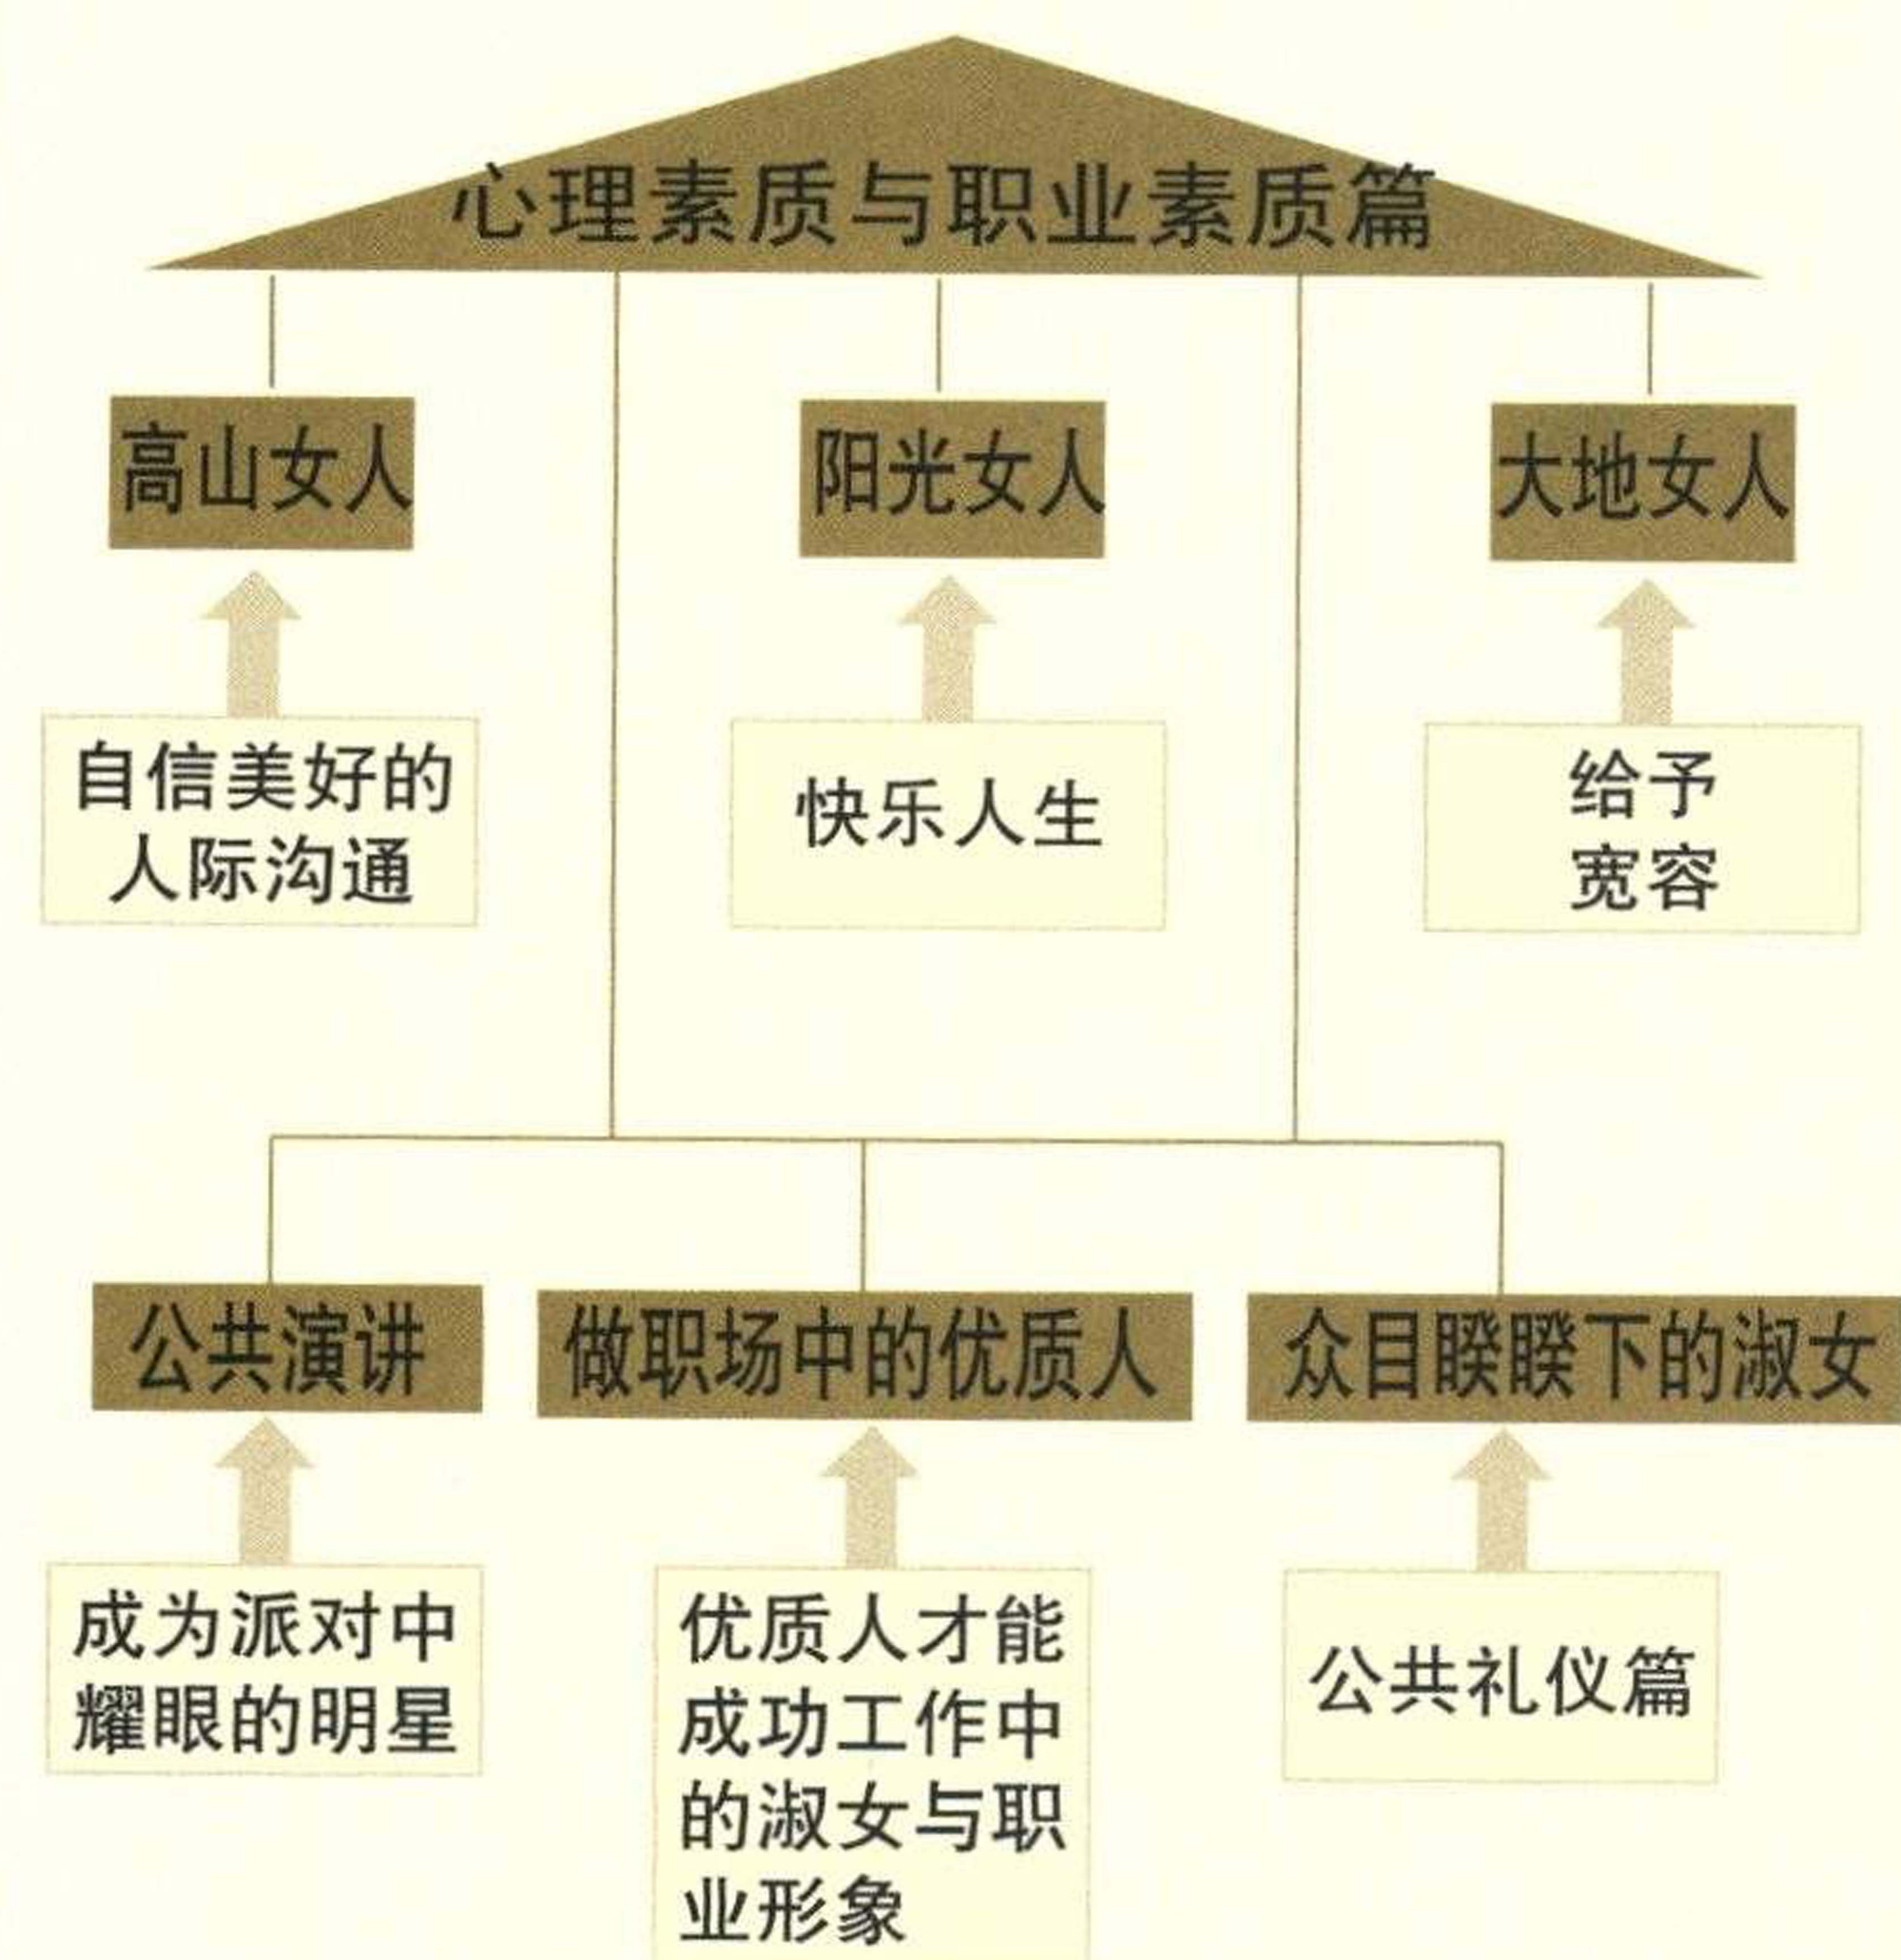 心理素质与职业素质篇
高山女人
阳光女人
大地女人
自信美好的
人际沟通
快乐人生
给予
宽容
公共演讲
做职场中的优质人
众目睽睽下的淑女
成为派对中
耀眼的明星
优质人才能
成功工作中
的淑女与职
业形象
公共礼仪篇